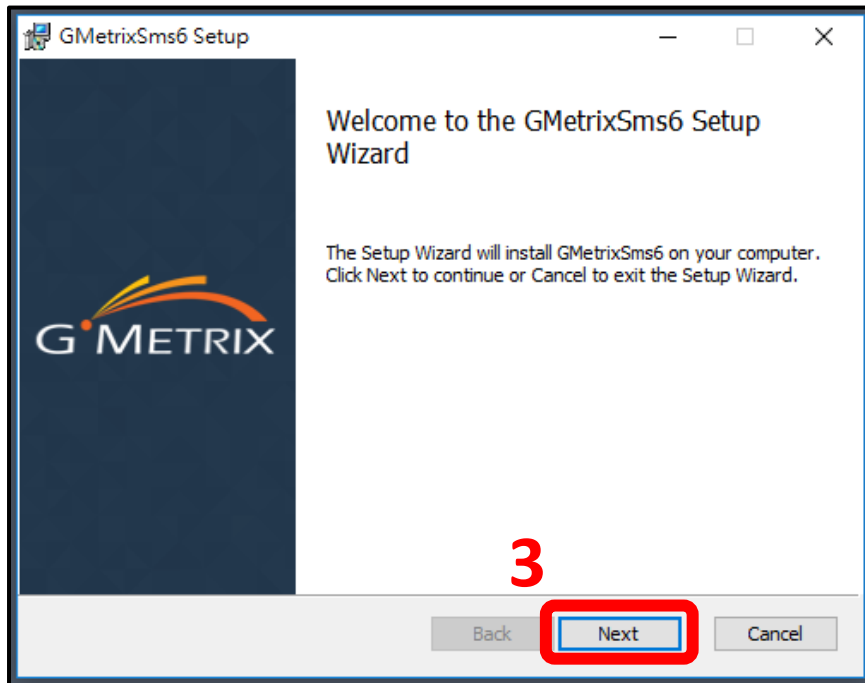 GMetrixSms6 Setup
Welcome to the GMetrixSms6 Setup
Wizard
The Setup Wizard will install GMetrixSms6 on your computer.
Click Next to continue or Cancel to exit the Setup Wizard.
G METRIX
3
Back Next Cancel